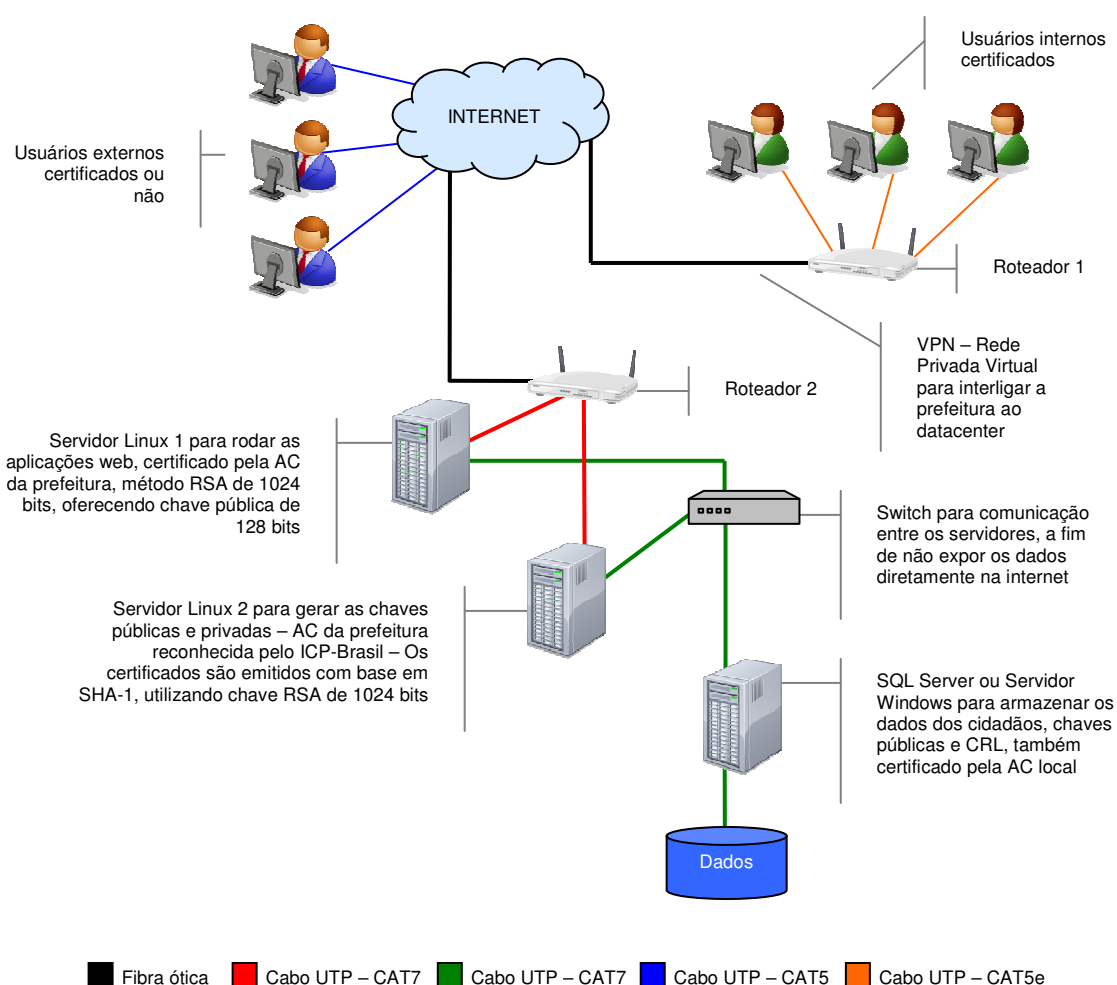 Usuários internos
certificados
INTERNET
Usuários externos
certificados ou
não
Roteador 1
VPN – Rede
Privada Virtual
para interligar a
prefeitura ao
datacenter
Roteador 2
Servidor Linux 1 para rodar as
aplicações web, certificado pela AC
da prefeitura, método RSA de 1024
bits, oferecendo chave pública de
128 bits
Switch para comunicação
entre os servidores, a fim
de não expor os dados
diretamente na internet
Servidor Linux 2 para gerar as chaves
públicas e privadas – AC da prefeitura
reconhecida pelo ICP-Brasil – Os
certificados são emitidos com base em
SHA-1, utilizando chave RSA de 1024 bits
SQL Server ou Servidor
Windows para armazenar os
dados dos cidadãos, chaves
públicas e CRL, também
certificado pela AC local
Dados
Fibra ótica Cabo UTP – CAT7 Cabo UTP – CAT7 Cabo UTP – CAT5 Cabo UTP – CAT5e